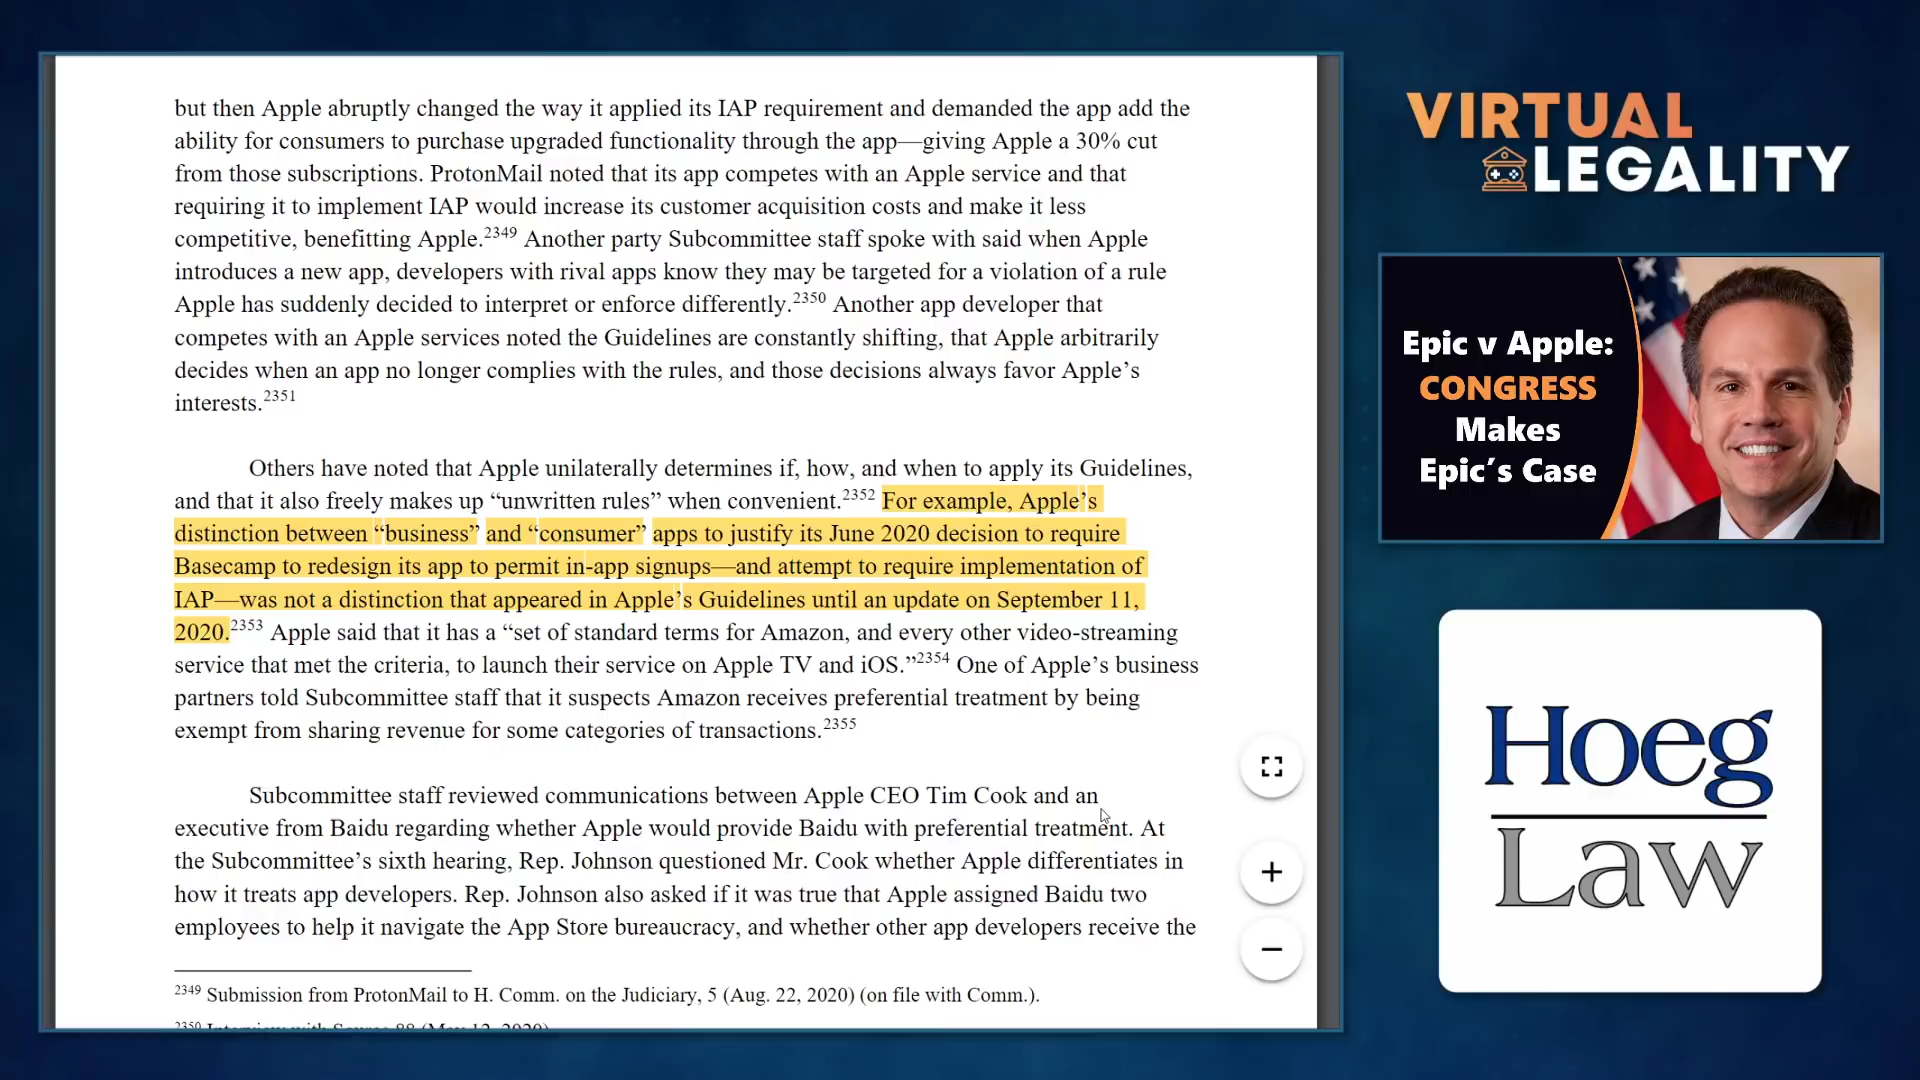 but then Apple abruptly changed the way it applied its IAP requirement and demanded the app add the
ability for consumers to purchase upgraded functionality through the app—giving Apple a 30% cut
from those subscriptions. ProtonMail noted that its app competes with an Apple service and that
requiring it to implement IAP would increase its customer acquisition costs and make it less
competitive, benefitting Apple.2349 Another party Subcommittee staff spoke with said when Apple
introduces a new app, developers with rival apps know they may be targeted for a violation of a rule
Apple has suddenly decided to interpret or enforce differently.2350 Another app developer that
competes with an Apple services noted the Guidelines are constantly shifting, that Apple arbitrarily
decides when an app no longer complies with the rules, and those decisions always favor Apple’s
interests.2351
Others have noted that Apple unilaterally determines if, how, and when to apply its Guidelines,
and that it also freely makes up “unwritten rules” when convenient.2352 For example, Apple’s
distinction between “business” and “consumer” apps to justify its June 2020 decision to require
Basecamp to redesign its app to permit in-app signups—and attempt to require implementation of
IAP—was not a distinction that appeared in Apple’s Guidelines until an update on September 11,
2020.2353 Apple said that it has a “set of standard terms for Amazon, and every other video-streaming
service that met the criteria, to launch their service on Apple TV and iOS.”2354 One of Apple’s business
partners told Subcommittee staff that it suspects Amazon receives preferential treatment by being
exempt from sharing revenue for some categories of transactions.2355
Subcommittee staff reviewed communications between Apple CEO Tim Cook and an
executive from Baidu regarding whether Apple would provide Baidu with preferential treatment. At
the Subcommittee’s sixth hearing, Rep. Johnson questioned Mr. Cook whether Apple differentiates in
how it treats app developers. Rep. Johnson also asked if it was true that Apple assigned Baidu two
employees to help it navigate the App Store bureaucracy, and whether other app developers receive the
2349 Submission from ProtonMail to H. Comm. on the Judiciary, 5 (Aug. 22, 2020) (on file with Comm.).
2350 Interview with Source 88 (May 12, 2020)
VIRTUAL
LEGALITY
Epic v Apple:
CONGRESS
Makes
Epic’s Case
Hoeg
Law